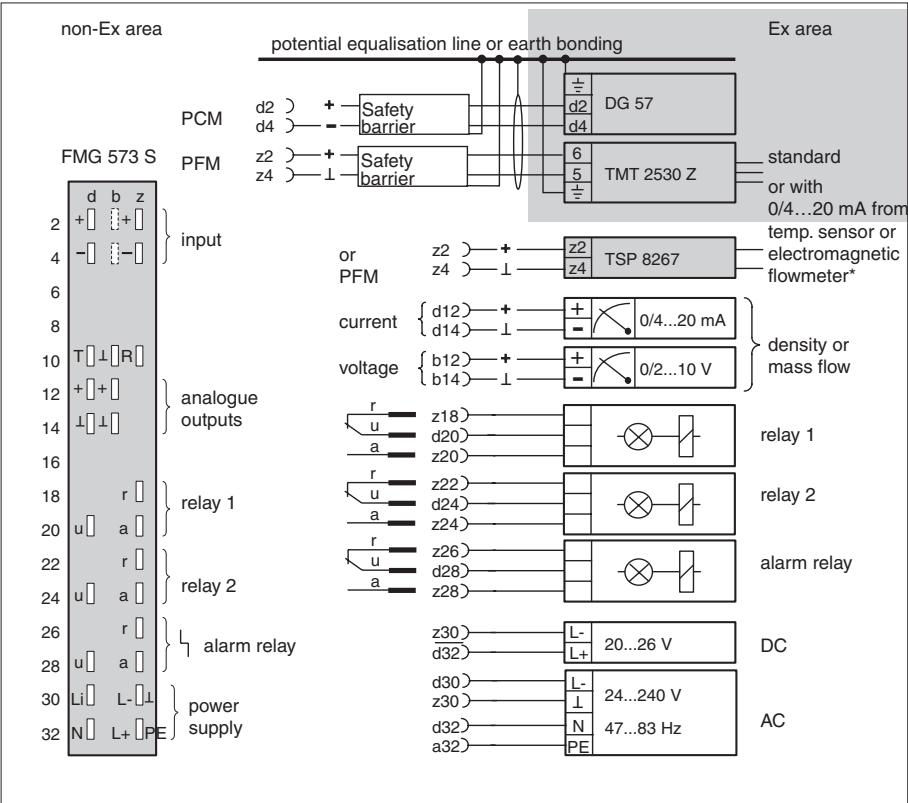 non-Ex area
Ex area
potential equalisation line or earth bonding
PCM
d2 + Safety barrier
d4 −
⏚
d2 DG 57
d4
FMG 573 S
PFM
z2 + Safety barrier
z4 ⊥
6
5 TMT 2530 Z
⏚
standard
or with
0/4...20 mA from
temp. sensor or
electromagnetic
flowmeter*
or
PFM
z2 + z2
z4 ⊥ z4
TSP 8267
current
d12 + +
d14 ⊥ −
0/4...20 mA
voltage
b12 + +
b14 ⊥ −
0/2...10 V
density or
mass flow
r z18
u d20
a z20
relay 1
r z22
u d24
a z24
relay 2
r z26
u d28
a z28
alarm relay
z30 L-
d32 L+
20...26 V
DC
d30 L-
z30 ⊥
d32 N
a32 PE
24...240 V
47...83 Hz
AC
d b z
2 + +
4 − −
input
6
8
10 T ⊥ R
12 + +
14 ⊥ ⊥
analogue
outputs
16
18 r
20 u a
relay 1
22 r
24 u a
relay 2
26 r
28 u a
alarm relay
30 Li L- ⊥
32 N L+ PE
power
supply